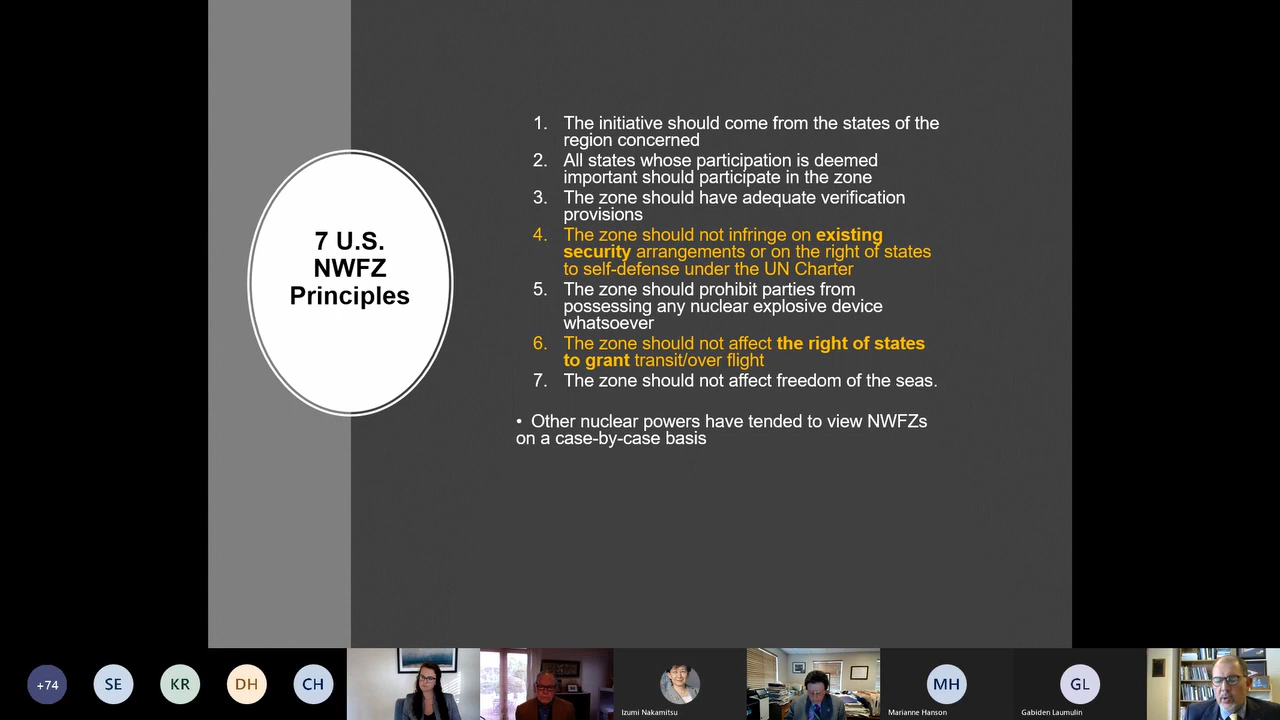 7 U.S.
NWFZ
Principles
1. The initiative should come from the states of the
region concerned
2. All states whose participation is deemed
important should participate in the zone
3. The zone should have adequate verification
provisions
4. The zone should not infringe on existing
security arrangements or on the right of states
to self-defense under the UN Charter
5. The zone should prohibit parties from
possessing any nuclear explosive device
whatsoever
6. The zone should not affect the right of states
to grant transit/over flight
7. The zone should not affect freedom of the seas.
• Other nuclear powers have tended to view NWFZs
on a case-by-case basis
+74
SE
KR
DH
CH
Izumi Nakamitsu
MH
Marianne Hanson
GL
Gabiden Laumulin